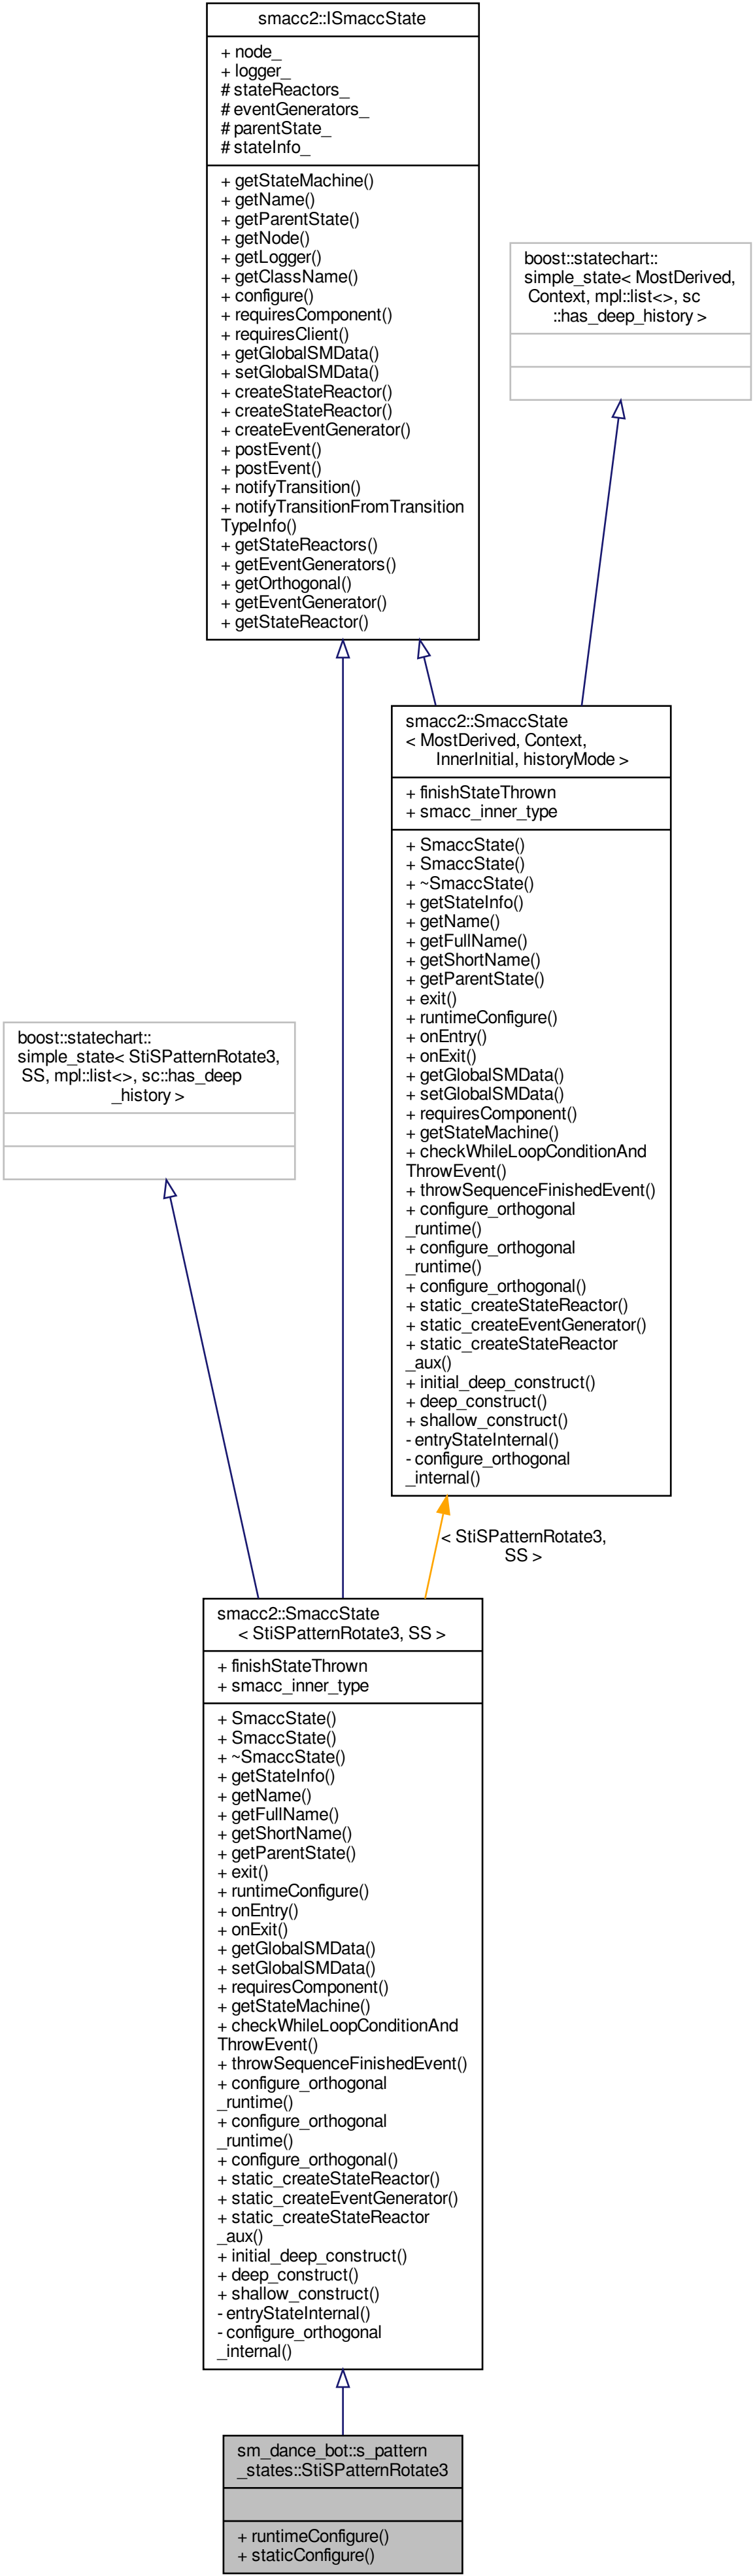 smacc2::ISmaccState
+ node_
+ logger_
# stateReactors_
# eventGenerators_
# parentState_
# stateInfo_
+ getStateMachine()
+ getName()
+ getParentState()
+ getNode()
+ getLogger()
+ getClassName()
+ configure()
+ requiresComponent()
+ requiresClient()
+ getGlobalSMData()
+ setGlobalSMData()
+ createStateReactor()
+ createStateReactor()
+ createEventGenerator()
+ postEvent()
+ postEvent()
+ notifyTransition()
+ notifyTransitionFromTransition
TypeInfo()
+ getStateReactors()
+ getEventGenerators()
+ getOrthogonal()
+ getEventGenerator()
+ getStateReactor()
boost::statechart::
simple_state< MostDerived,
Context, mpl::list<>, sc
::has_deep_history >
smacc2::SmaccState
< MostDerived, Context,
InnerInitial, historyMode >
+ finishStateThrown
+ smacc_inner_type
+ SmaccState()
+ SmaccState()
+ ~SmaccState()
+ getStateInfo()
+ getName()
+ getFullName()
+ getShortName()
+ getParentState()
+ exit()
+ runtimeConfigure()
+ onEntry()
+ onExit()
+ getGlobalSMData()
+ setGlobalSMData()
+ requiresComponent()
+ getStateMachine()
+ checkWhileLoopConditionAnd
ThrowEvent()
+ throwSequenceFinishedEvent()
+ configure_orthogonal
_runtime()
+ configure_orthogonal
_runtime()
+ configure_orthogonal()
+ static_createStateReactor()
+ static_createEventGenerator()
+ static_createStateReactor
_aux()
+ initial_deep_construct()
+ deep_construct()
+ shallow_construct()
- entryStateInternal()
- configure_orthogonal
_internal()
boost::statechart::
simple_state< StiSPatternRotate3,
SS, mpl::list<>, sc::has_deep
_history >
< StiSPatternRotate3,
SS >
smacc2::SmaccState
< StiSPatternRotate3, SS >
+ finishStateThrown
+ smacc_inner_type
+ SmaccState()
+ SmaccState()
+ ~SmaccState()
+ getStateInfo()
+ getName()
+ getFullName()
+ getShortName()
+ getParentState()
+ exit()
+ runtimeConfigure()
+ onEntry()
+ onExit()
+ getGlobalSMData()
+ setGlobalSMData()
+ requiresComponent()
+ getStateMachine()
+ checkWhileLoopConditionAnd
ThrowEvent()
+ throwSequenceFinishedEvent()
+ configure_orthogonal
_runtime()
+ configure_orthogonal
_runtime()
+ configure_orthogonal()
+ static_createStateReactor()
+ static_createEventGenerator()
+ static_createStateReactor
_aux()
+ initial_deep_construct()
+ deep_construct()
+ shallow_construct()
- entryStateInternal()
- configure_orthogonal
_internal()
sm_dance_bot::s_pattern
_states::StiSPatternRotate3
+ runtimeConfigure()
+ staticConfigure()